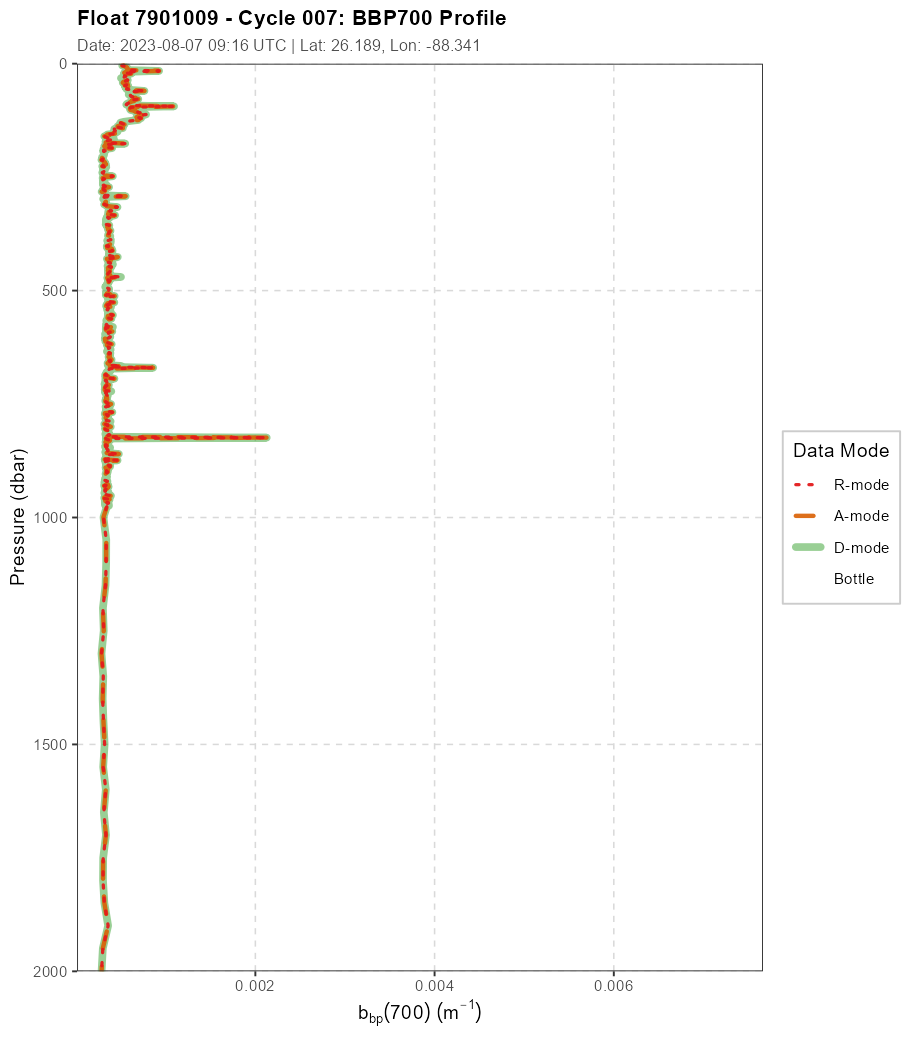 Float 7901009 - Cycle 007: BBP700 Profile
Date: 2023-08-07 09:16 UTC | Lat: 26.189, Lon: -88.341
0
500
1000
1500
2000
Pressure (dbar)
0.002 0.004 0.006
b_bp(700) (m⁻¹)
Data Mode
R-mode
A-mode
D-mode
Bottle